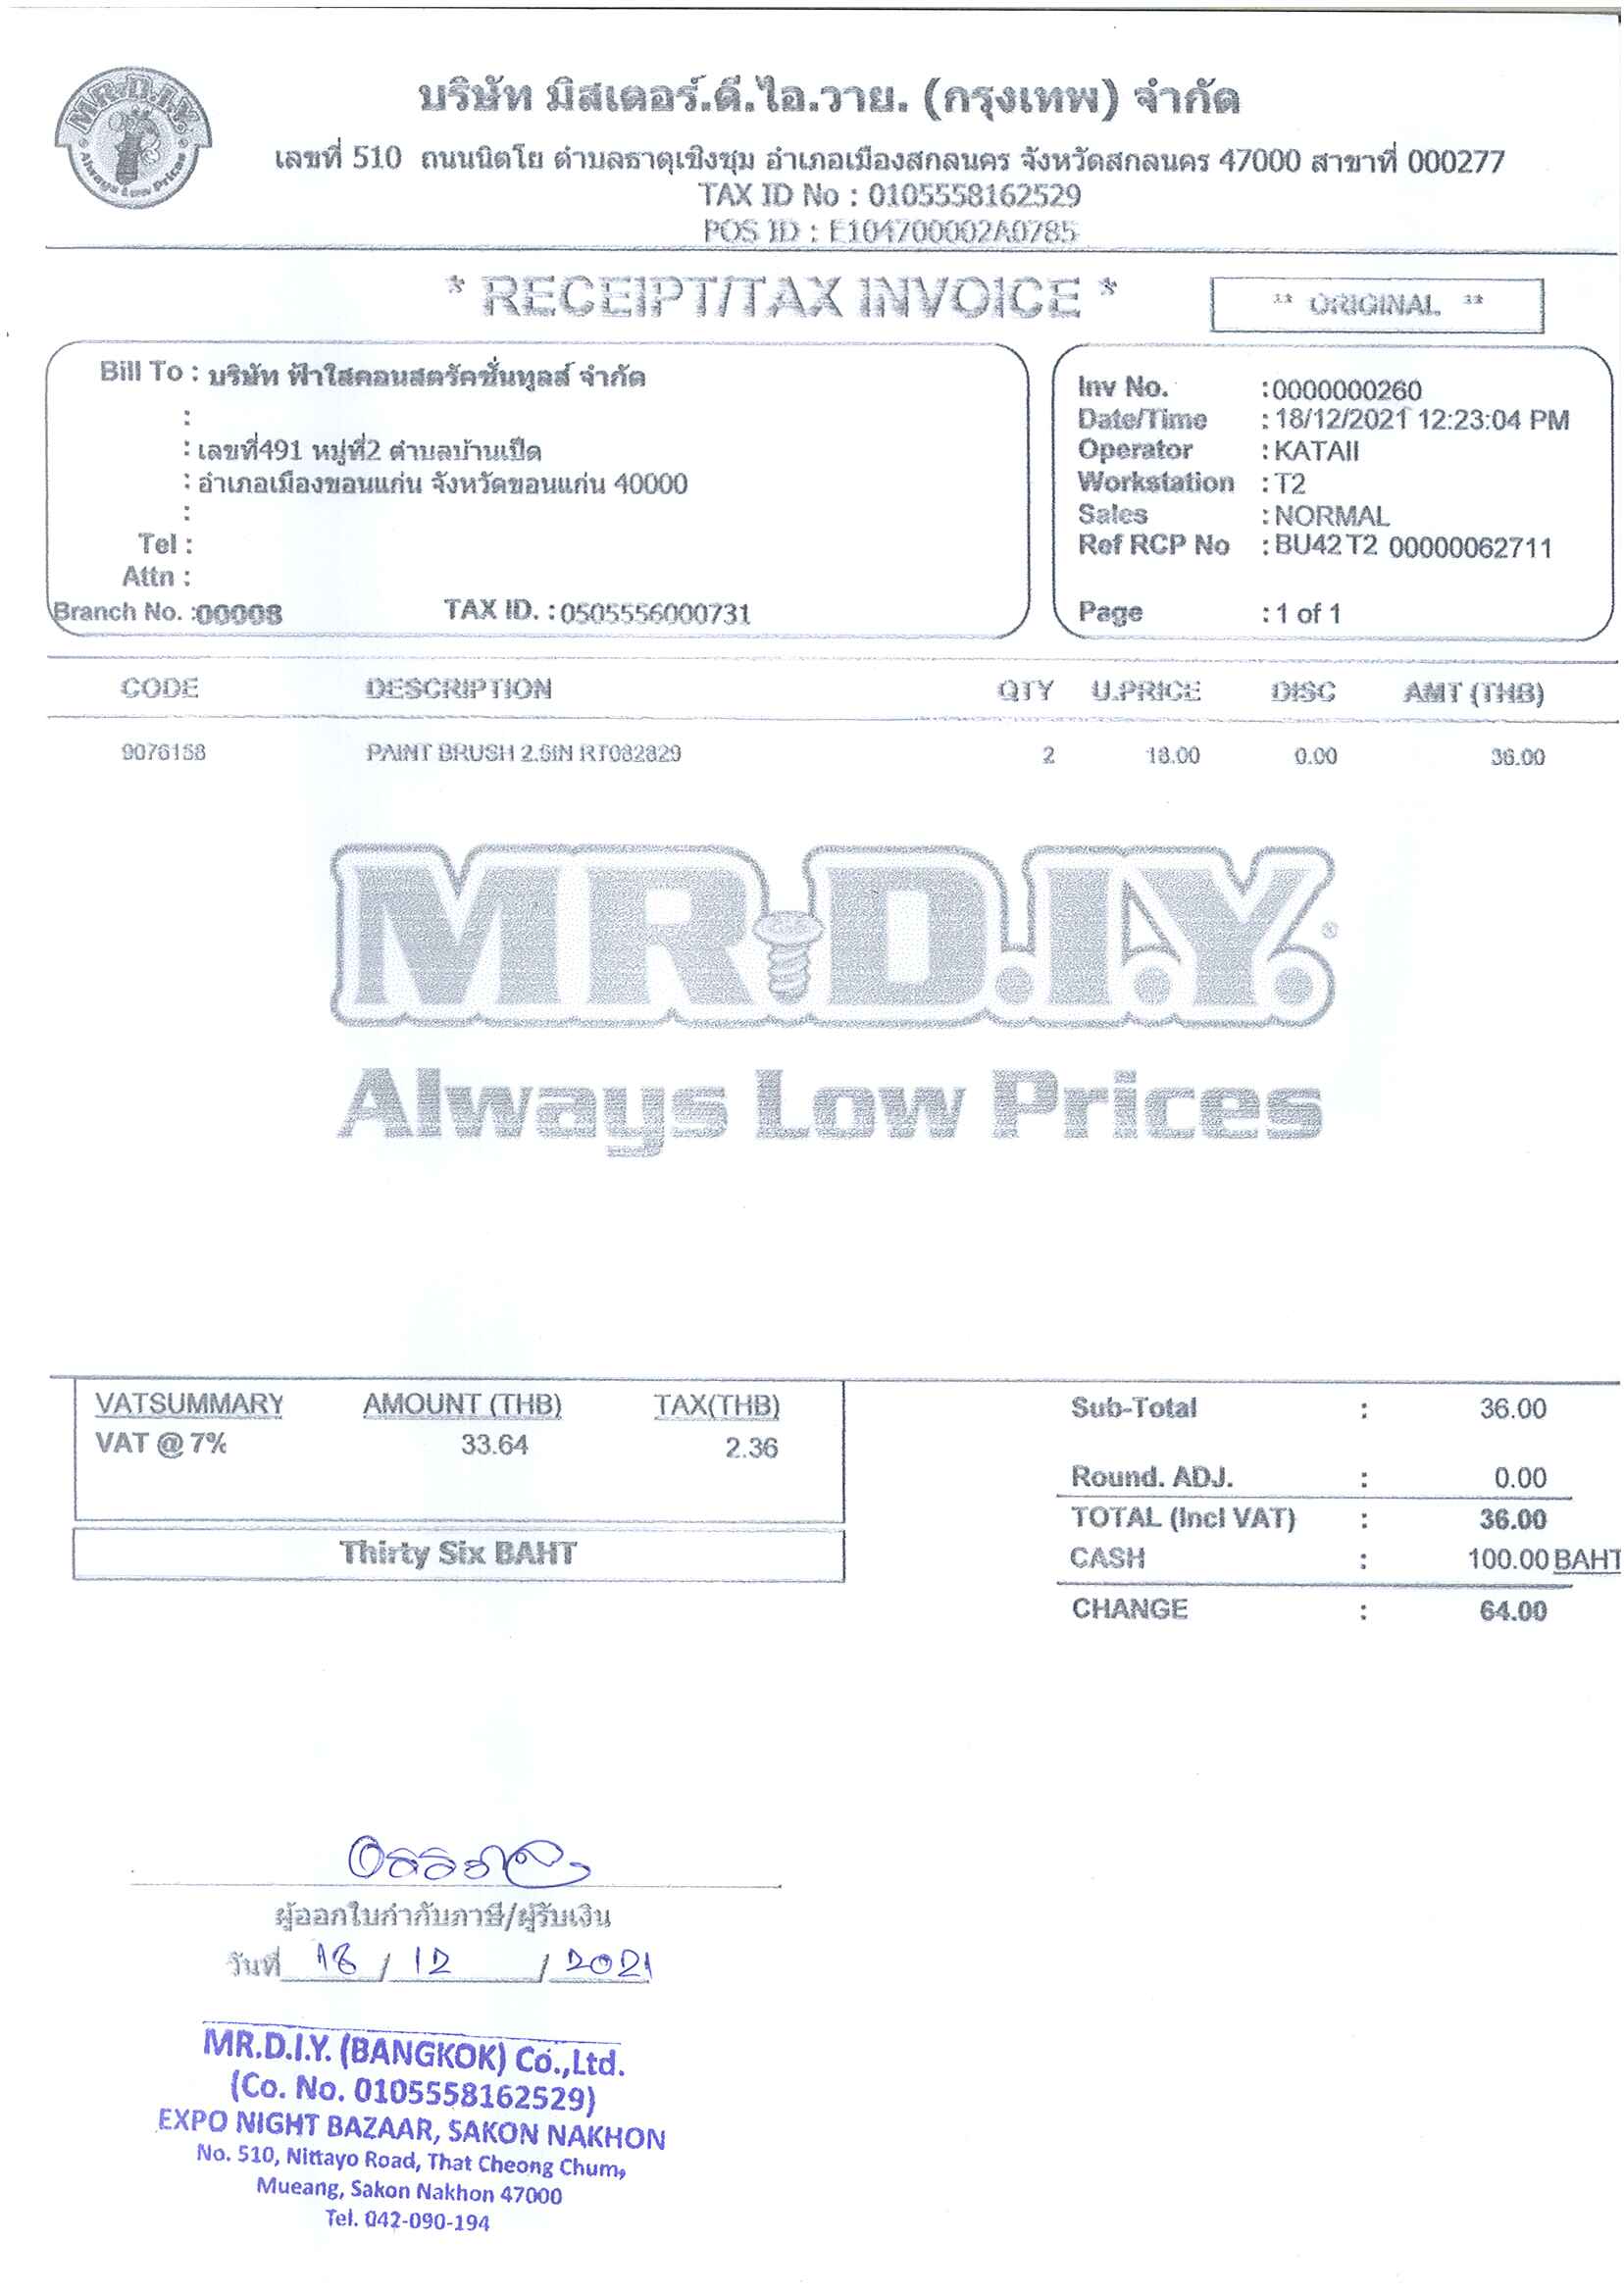 MR.D.I.Y.
Always Low Prices
บริษัท มิสเตอร์.ดี.ไอ.วาย. (กรุงเทพ) จำกัด
เลขที่ 510 ถนนนิตโย ตำบลธาตุเชิงชุม อำเภอเมืองสกลนคร จังหวัดสกลนคร 47000 สาขาที่ 000277
TAX ID No : 0105558162529
POS ID : E104700002A0785
* RECEIPT/TAX INVOICE *
** ORIGINAL **
Bill To : บริษัท ฟ้าใสคอนสตรัคชั่นทูลส์ จำกัด
:
: เลขที่491 หมู่ที่2 ตำบลบ้านเป็ด
: อำเภอเมืองขอนแก่น จังหวัดขอนแก่น 40000
:
Tel :
Attn :
Branch No. :00008 TAX ID. : 0505556000731
Inv No. :0000000260
Date/Time : 18/12/2021 12:23:04 PM
Operator : KATAII
Workstation : T2
Sales : NORMAL
Ref RCP No : BU42 T2 00000062711
Page : 1 of 1
CODE DESCRIPTION QTY U.PRICE DISC AMT (THB)
9076158 PAINT BRUSH 2.5IN 2 18.00 0.00 36.00
MR.D.I.Y.®
Always Low Prices
VATSUMMARY AMOUNT (THB) TAX(THB)
VAT @ 7% 33.64 2.36
Thirty Six BAHT
Sub-Total : 36.00
Round. ADJ. : 0.00
TOTAL (Incl VAT) : 36.00
CASH : 100.00 BAHT
CHANGE : 64.00
ผู้ออกใบกำกับภาษี/ผู้รับเงิน
วันที่ 18 / 12 / 2021
MR.D.I.Y. (BANGKOK) Co.,Ltd.
(Co. No. 0105558162529)
EXPO NIGHT BAZAAR, SAKON NAKHON
No. 510, Nittayo Road, That Cheong Chum,
Mueang, Sakon Nakhon 47000
Tel. 042-090-194